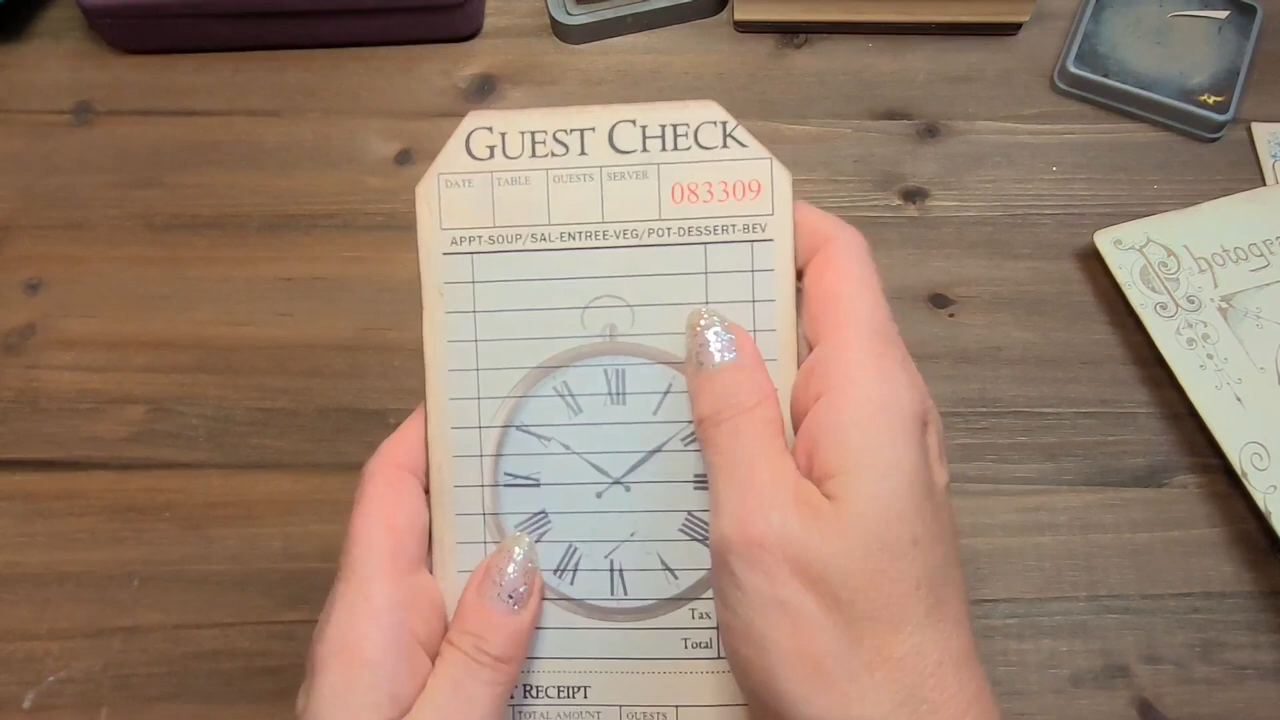 GUEST CHECK
DATE TABLE GUESTS SERVER 083309
APPT-SOUP/SAL-ENTREE-VEG/POT-DESSERT-BEV
XII
X
Tax
Total
RECEIPT
TOTAL AMOUNT GUESTS